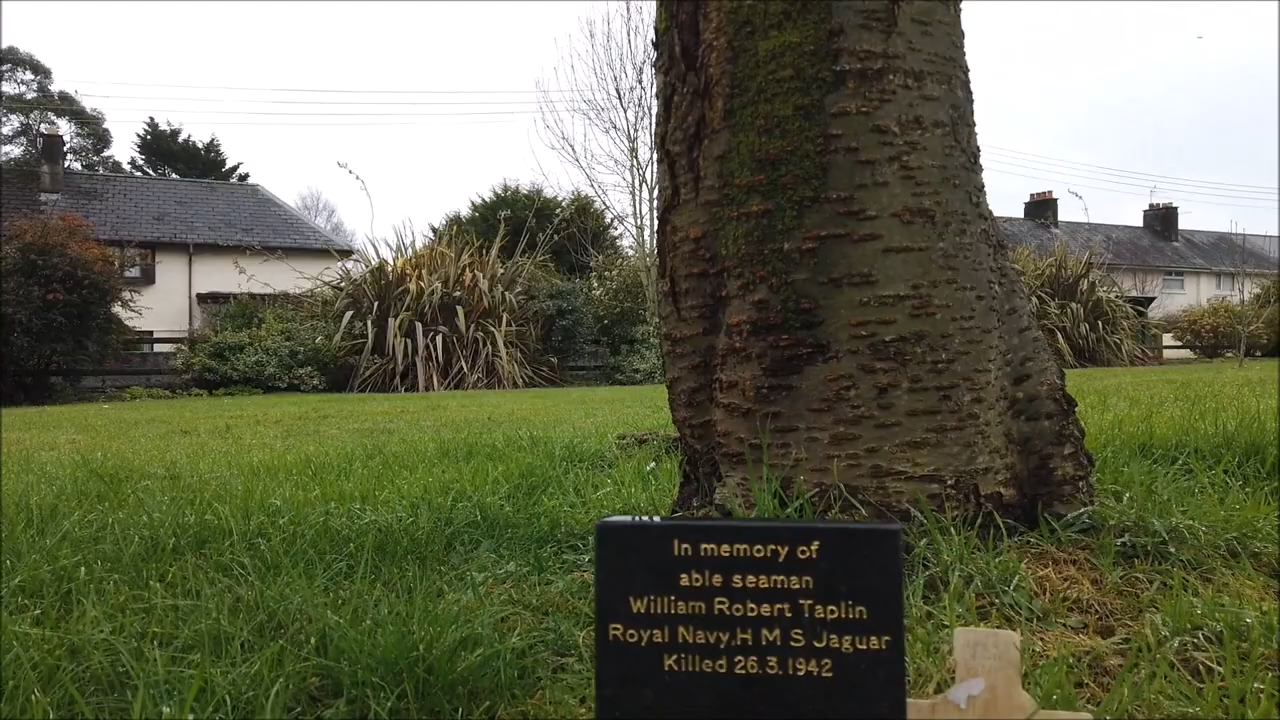 In memory of
able seaman
William Robert Taplin
Royal Navy,H M S Jaguar
Killed 26.3.1942